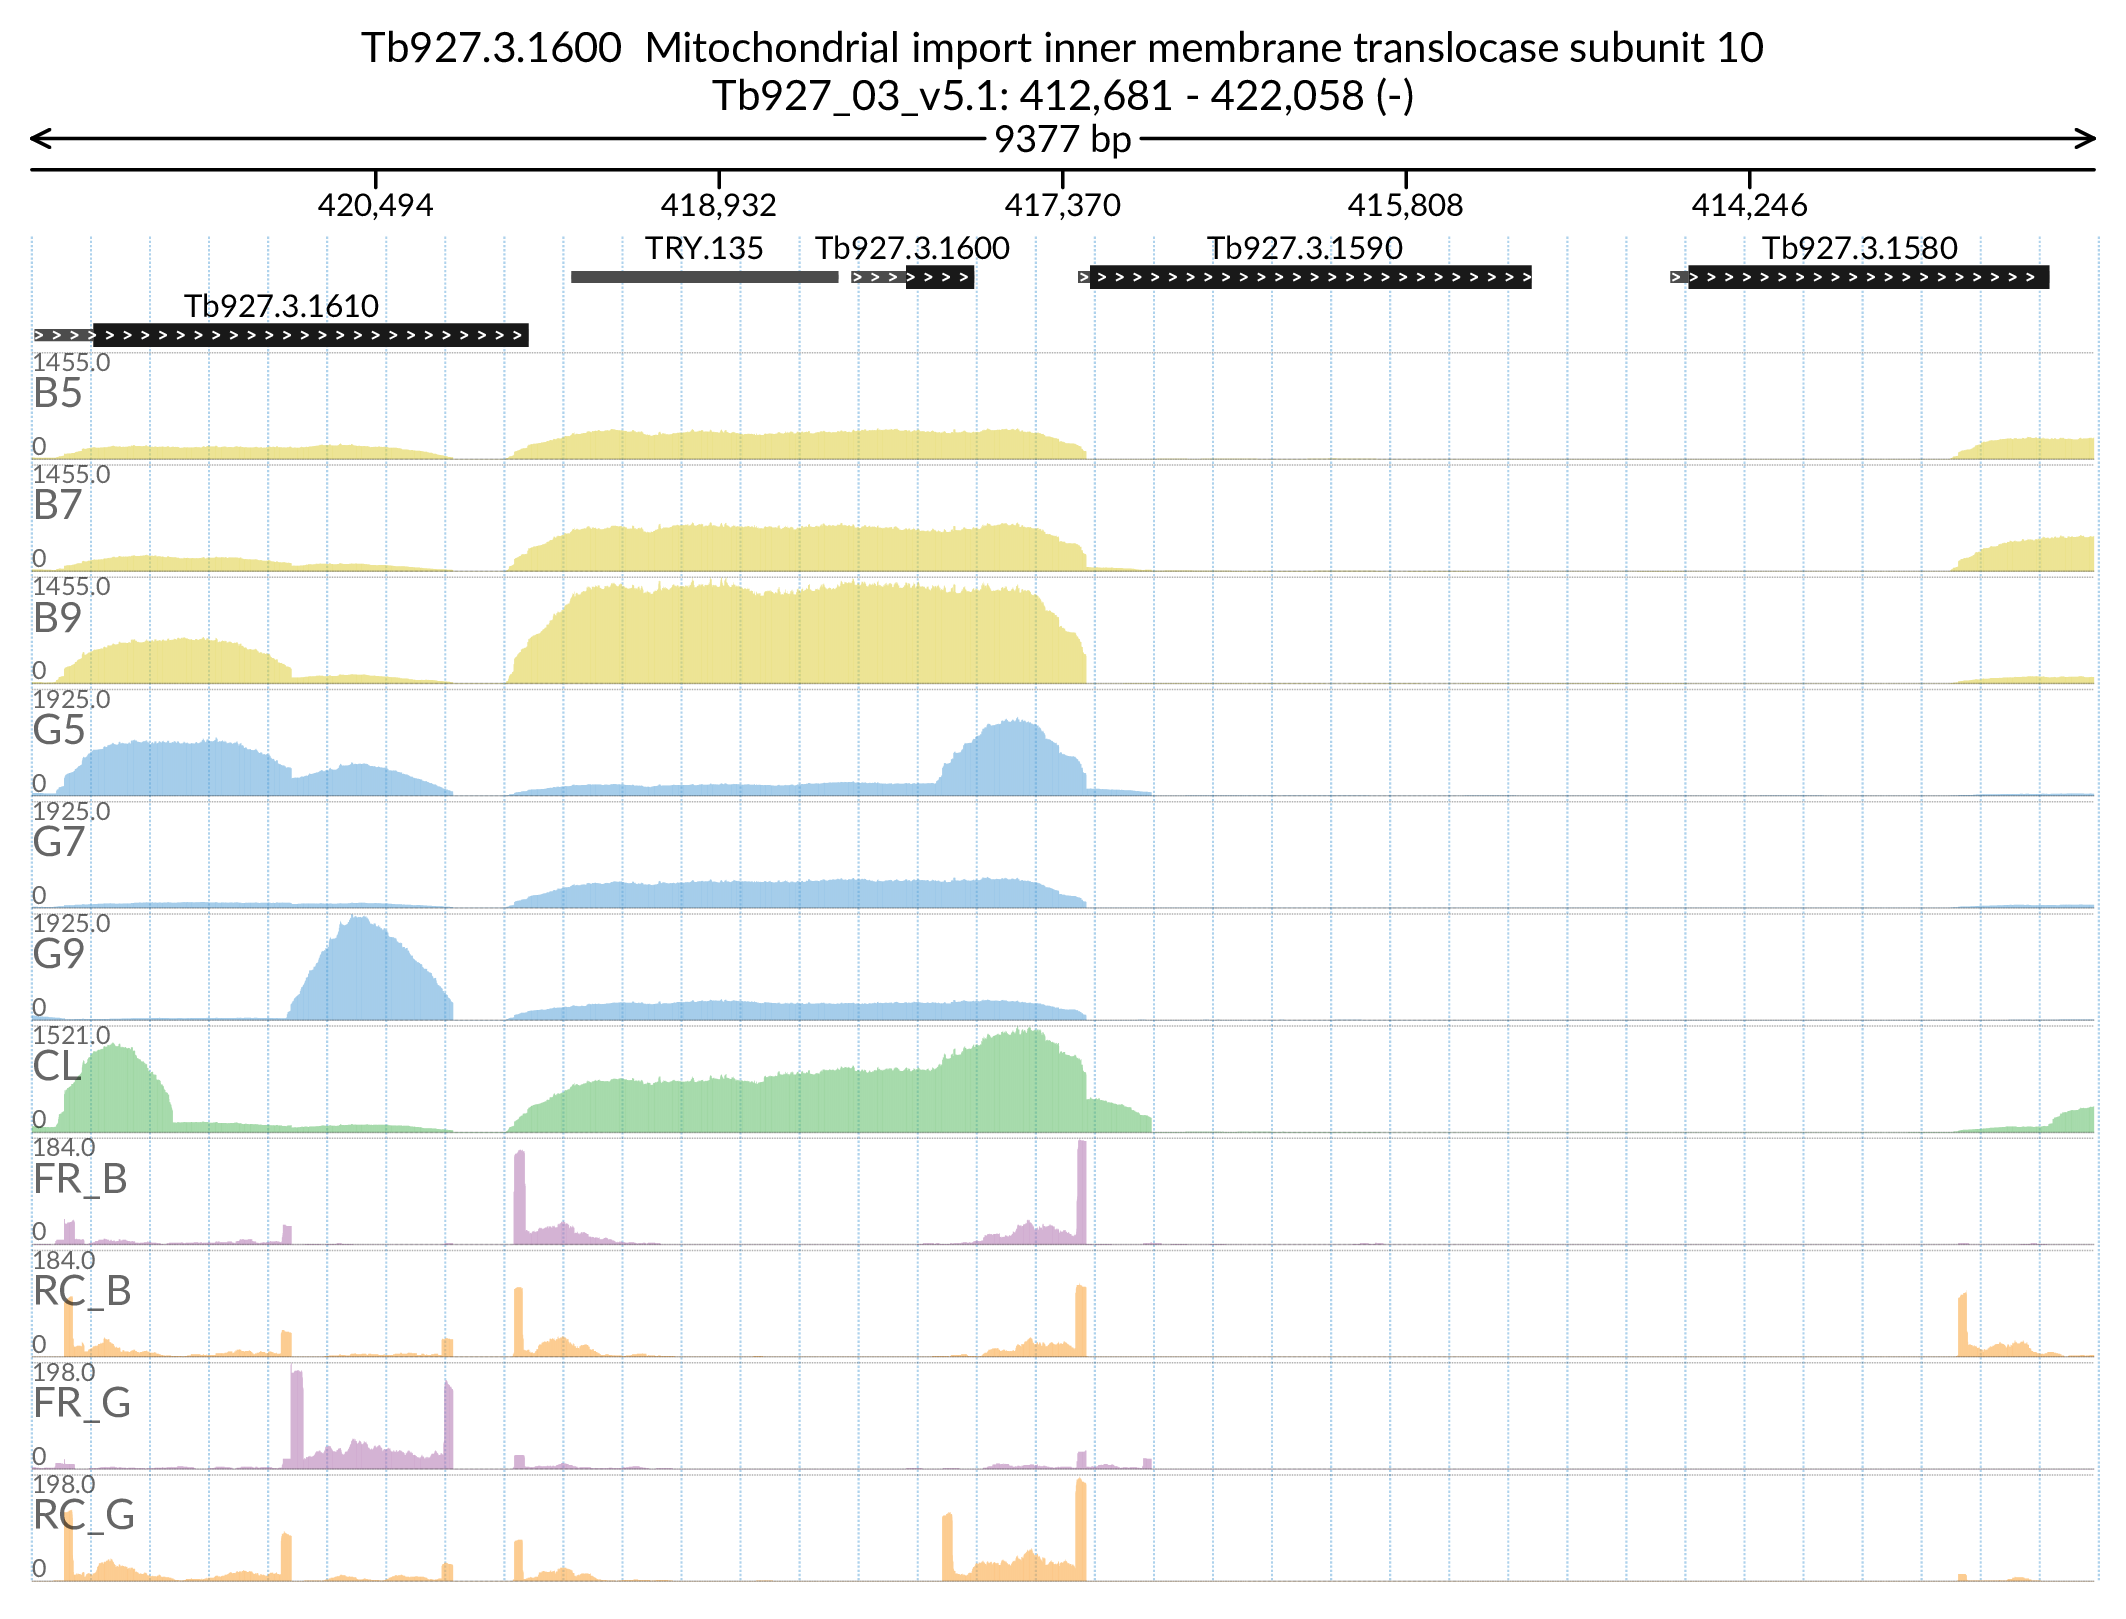 Tb927.3.1600 Mitochondrial import inner membrane translocase subunit 10
Tb927_03_v5.1: 412,681 - 422,058 (-)
9377 bp
420,494 418,932 417,370 415,808 414,246
TRY.135 Tb927.3.1600 Tb927.3.1590 Tb927.3.1580
Tb927.3.1610
1455.0
B5
0
1455.0
B7
0
1455.0
B9
0
1925.0
G5
0
1925.0
G7
0
1925.0
G9
0
1521.0
CL
0
184.0
FR_B
0
184.0
RC_B
0
198.0
FR_G
0
198.0
RC_G
0